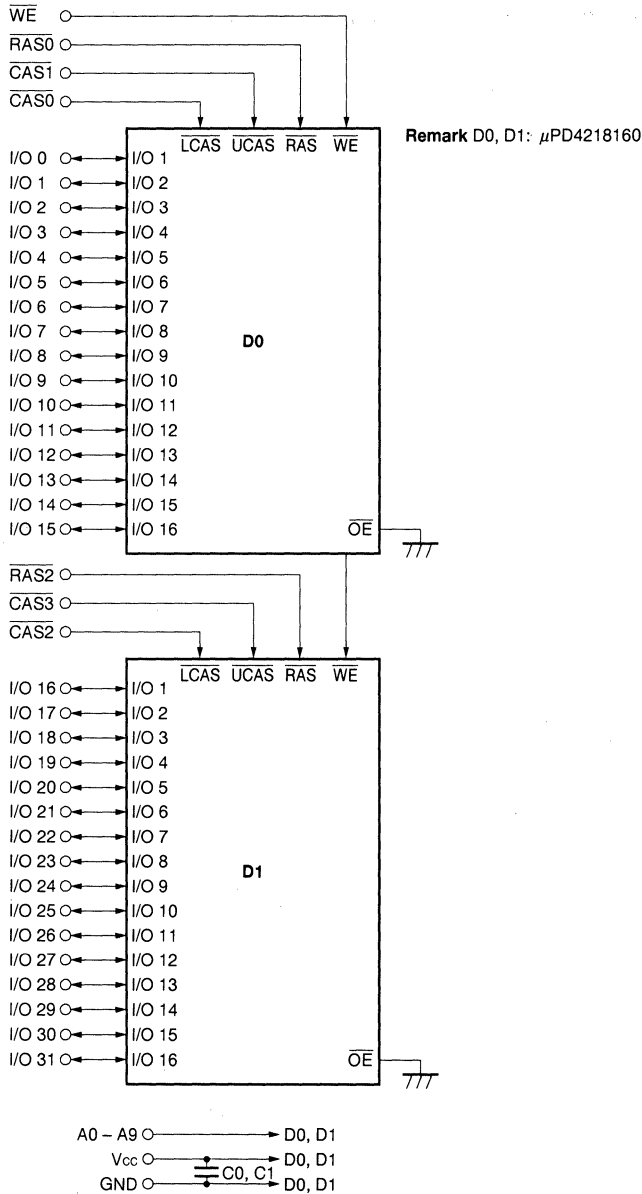 WE
RAS0
CAS1
CAS0
Remark D0, D1: μPD4218160
LCAS UCAS RAS WE
I/O 0 I/O 1
I/O 1 I/O 2
I/O 2 I/O 3
I/O 3 I/O 4
I/O 4 I/O 5
I/O 5 I/O 6
I/O 6 I/O 7
I/O 7 I/O 8
D0
I/O 8 I/O 9
I/O 9 I/O 10
I/O 10 I/O 11
I/O 11 I/O 12
I/O 12 I/O 13
I/O 13 I/O 14
I/O 14 I/O 15
I/O 15 I/O 16
OE
RAS2
CAS3
CAS2
LCAS UCAS RAS WE
I/O 16 I/O 1
I/O 17 I/O 2
I/O 18 I/O 3
I/O 19 I/O 4
I/O 20 I/O 5
I/O 21 I/O 6
I/O 22 I/O 7
I/O 23 I/O 8
D1
I/O 24 I/O 9
I/O 25 I/O 10
I/O 26 I/O 11
I/O 27 I/O 12
I/O 28 I/O 13
I/O 29 I/O 14
I/O 30 I/O 15
I/O 31 I/O 16
OE
A0 – A9 D0, D1
Vcc D0, D1
C0, C1
GND D0, D1